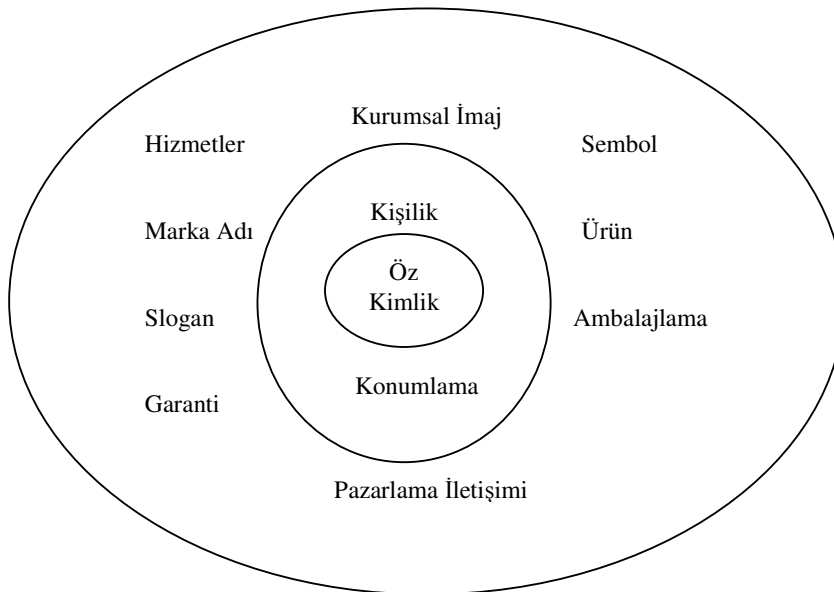 Kurumsal İmaj
Hizmetler
Sembol
Kişilik
Marka Adı
Ürün
Öz
Kimlik
Slogan
Ambalajlama
Konumlama
Garanti
Pazarlama İletişimi